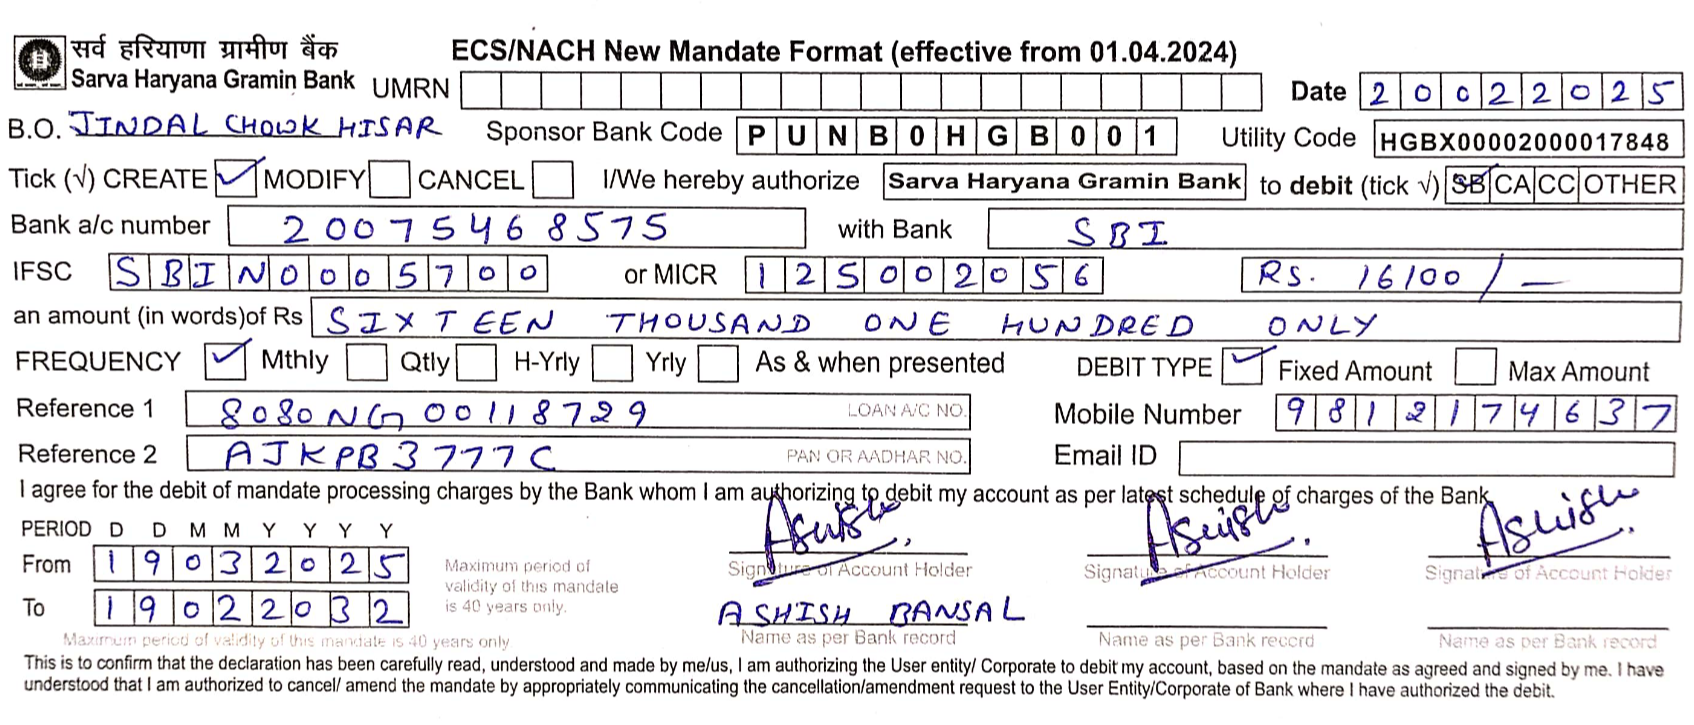 सर्व हरियाणा ग्रामीण बैंक ECS/NACH New Mandate Format (effective from 01.04.2024)
Sarva Haryana Gramin Bank UMRN Date 20022025
B.O. JINDAL CHOWK HISAR Sponsor Bank Code PUNB0HGB001 Utility Code HGBX00002000017848
Tick (√) CREATE ✓ MODIFY CANCEL I/We hereby authorize Sarva Haryana Gramin Bank to debit (tick √) SB CA CC OTHER
Bank a/c number 20075468575 with Bank SBI
IFSC SBIN0005700 or MICR 125002056 RS. 16100/-
an amount (in words)of Rs SIXTEEN THOUSAND ONE HUNDRED ONLY
FREQUENCY ✓ Mthly Qtly H-Yrly Yrly As & when presented DEBIT TYPE ✓ Fixed Amount Max Amount
Reference 1 8080NG00118729 LOAN A/C NO. Mobile Number 9812174637
Reference 2 AJKPB3777C PAN OR AADHAR NO. Email ID
I agree for the debit of mandate processing charges by the Bank whom I am authorizing to debit my account as per latest schedule of charges of the Bank
PERIOD D D M M Y Y Y Y Ashish Ashish Ashish
From 19032025 Maximum period of validity of this mandate is 40 years only. Signature of Account Holder Signature of Account Holder Signature of Account Holder
To 19022032 ASHISH BANSAL
Maximum period of validity of this mandate is 40 years only Name as per Bank record Name as per Bank record Name as per Bank record
This is to confirm that the declaration has been carefully read, understood and made by me/us, I am authorizing the User entity/ Corporate to debit my account, based on the mandate as agreed and signed by me. I have
understood that I am authorized to cancel/ amend the mandate by appropriately communicating the cancellation/amendment request to the User Entity/Corporate of Bank where I have authorized the debit.